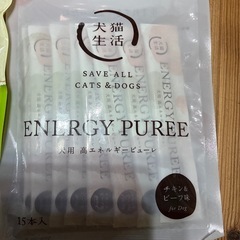 犬猫
生活
SAVE ALL
CATS & DOGS
ENERGY PUREE
犬用 高エネルギーピューレ
チキン&
ビーフ味
for Dog
15本入